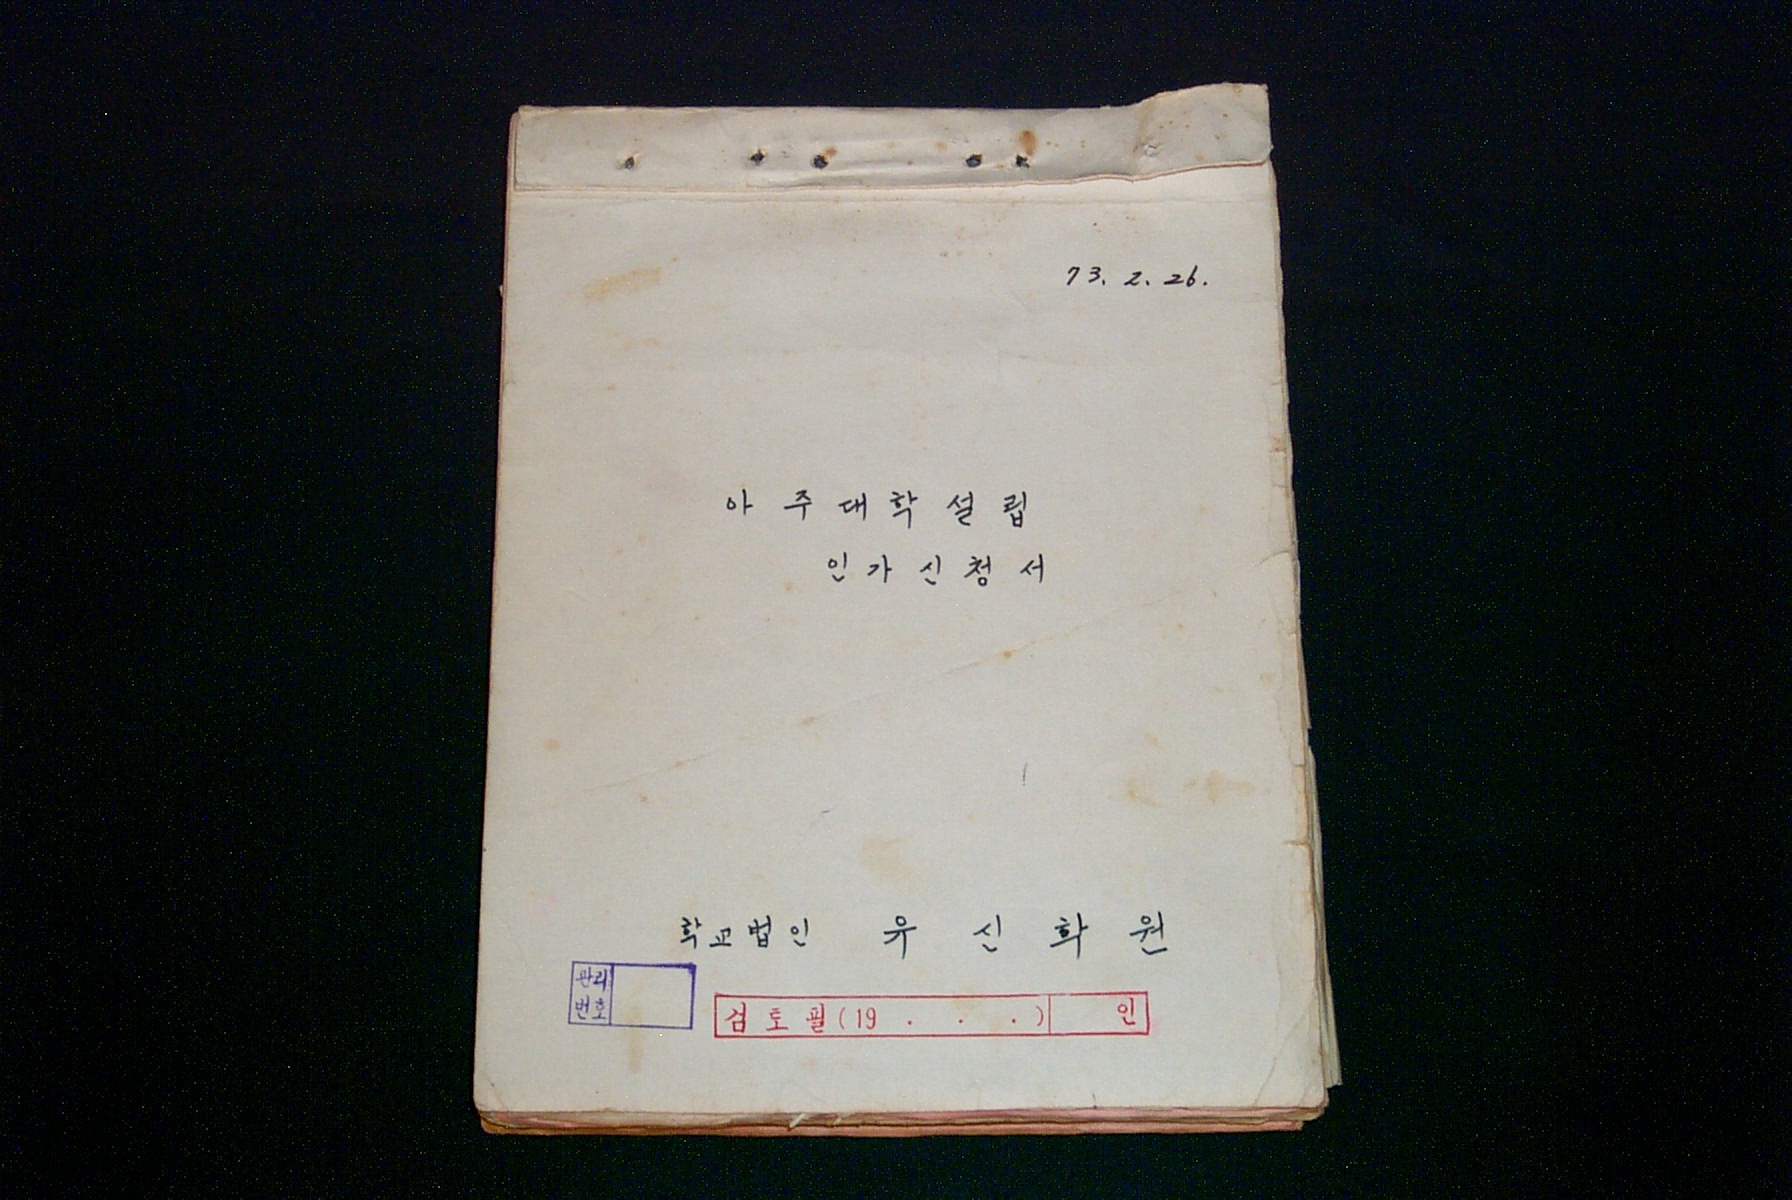 73. 2. 26.
아주대학설립
인가신청서
학교법인 유신학원
관리
번호
검토필(19 . . . ) 인